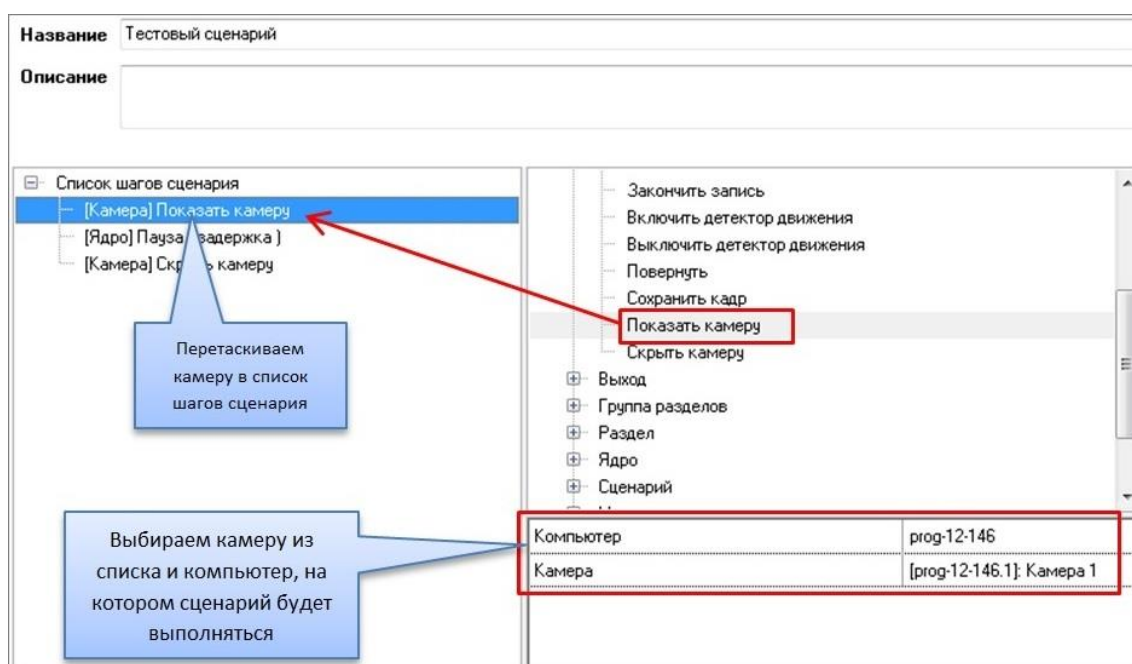 Название Тестовый сценарий
Описание
Список шагов сценария
[Камера] Показать камеру
[Ядро] Пауза задержка )
[Камера] Скрыть камеру
Перетаскиваем
камеру в список
шагов сценария
Закончить запись
Включить детектор движения
Выключить детектор движения
Повернуть
Сохранить кадр
Показать камеру
Скрыть камеру
Выход
Группа разделов
Раздел
Ядро
Сценарий
Выбираем камеру из
списка и компьютер, на
котором сценарий будет
выполняться
Компьютер prog-12-146
Камера [prog-12-146.1]: Камера 1